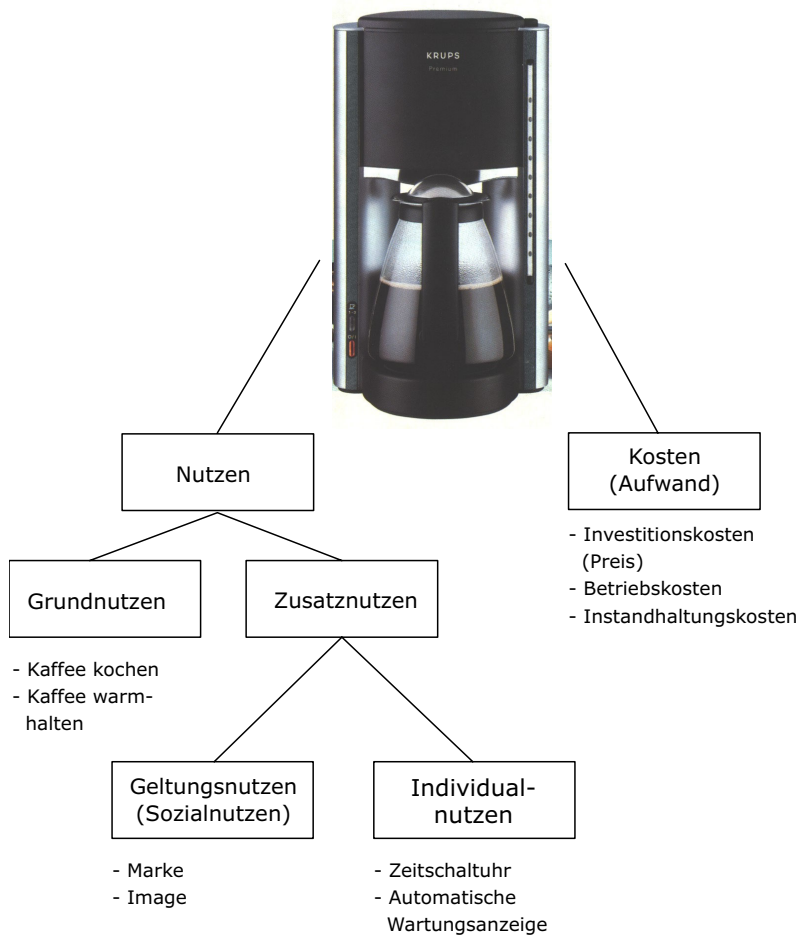 KRUPS
Premium
Nutzen
Kosten
(Aufwand)
- Investitionskosten
(Preis)
- Betriebskosten
- Instandhaltungskosten
Grundnutzen
Zusatznutzen
- Kaffee kochen
- Kaffee warm-
halten
Geltungsnutzen
(Sozialnutzen)
Individual-
nutzen
- Marke
- Image
- Zeitschaltuhr
- Automatische
Wartungsanzeige